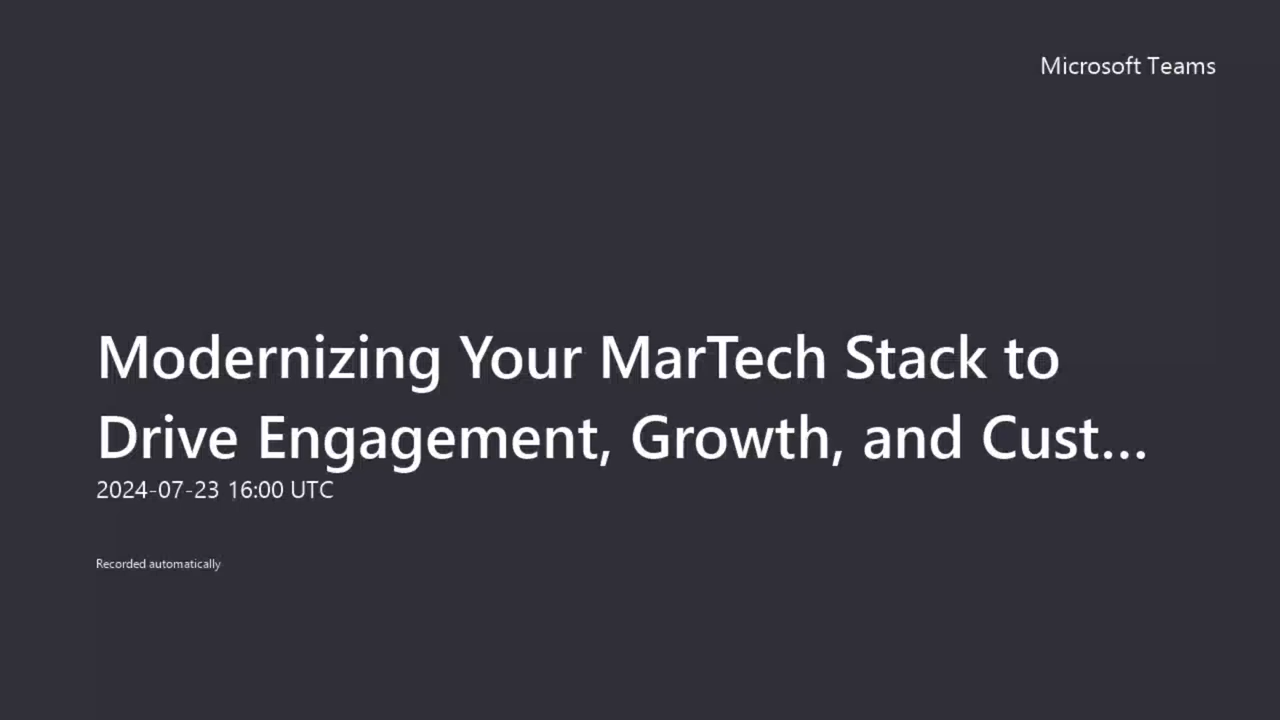 Microsoft Teams
Modernizing Your MarTech Stack to
Drive Engagement, Growth, and Cust...
2024-07-23 16:00 UTC
Recorded automatically